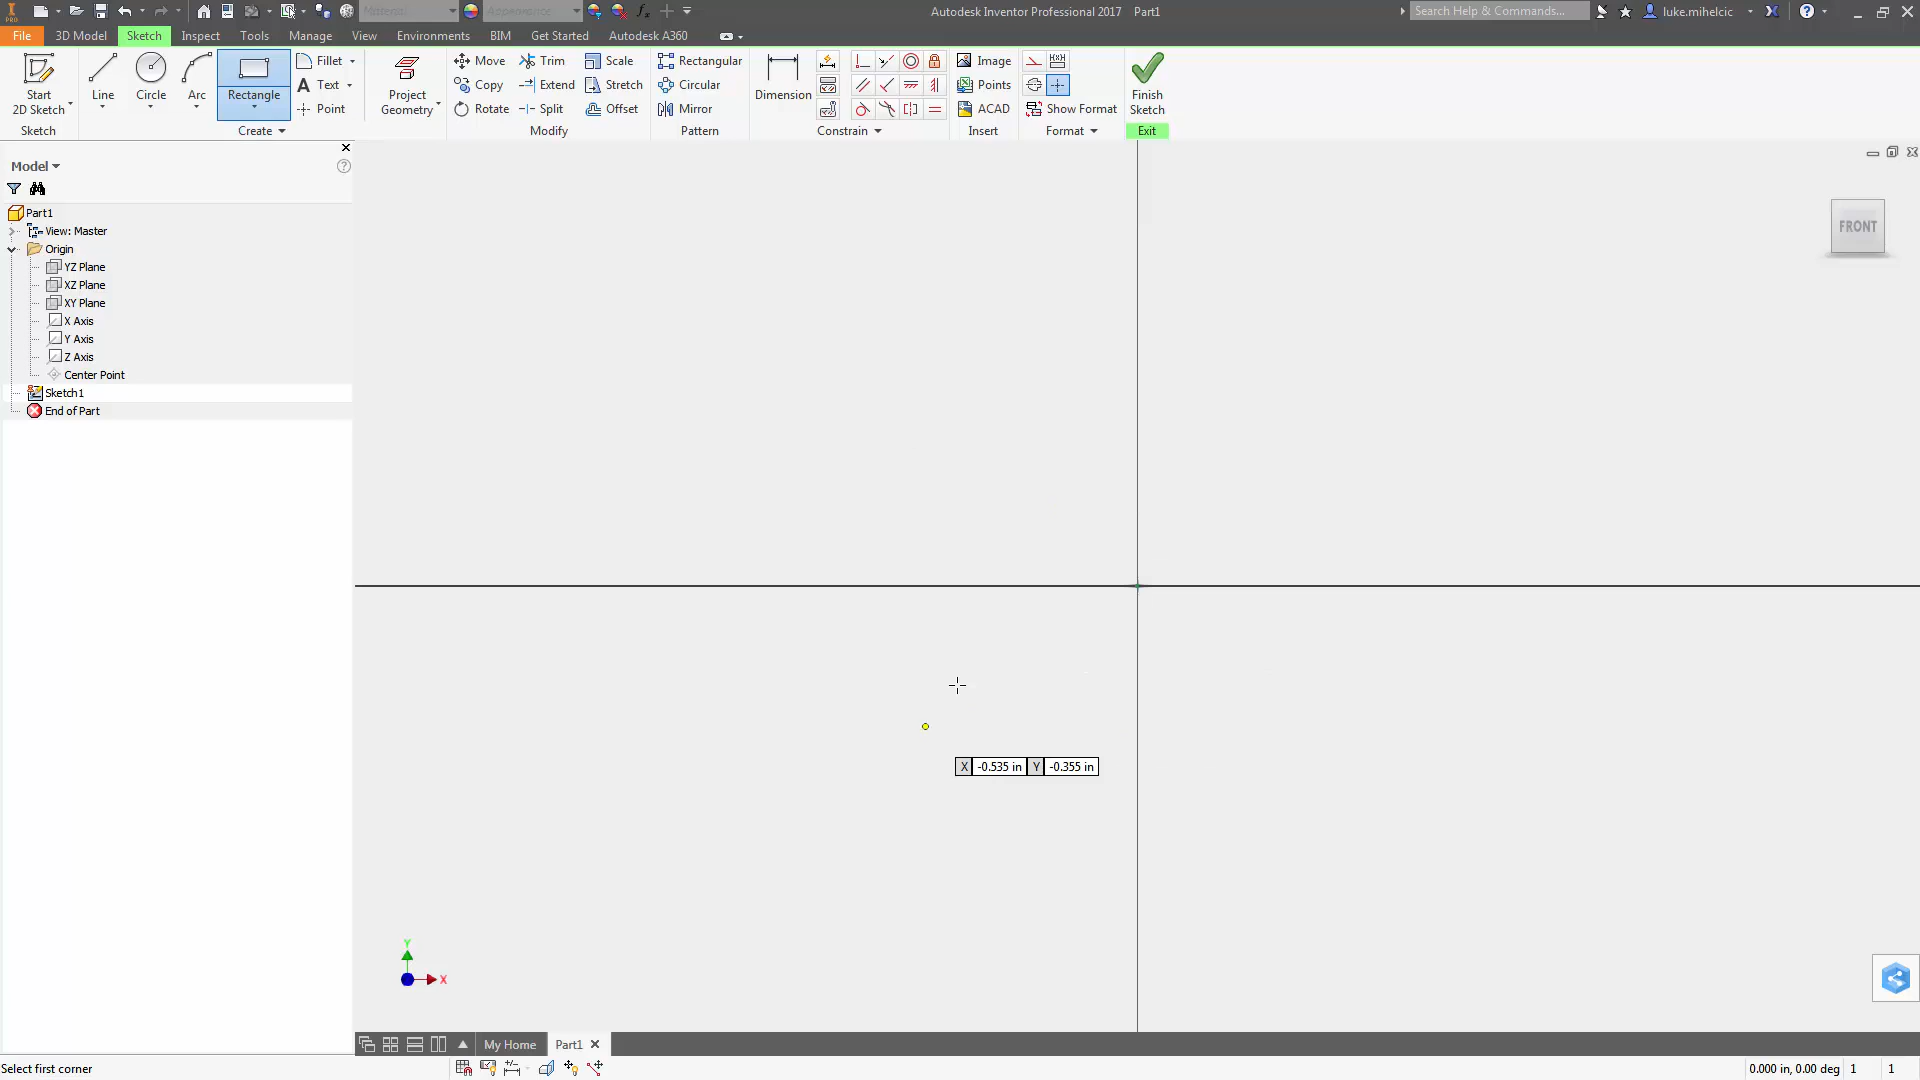 PRO
Material
Appearance
Autodesk Inventor Professional 2017 Part1
Search Help & Commands...
luke.mihelcic
File 3D Model Sketch Inspect Tools Manage View Environments BIM Get Started Autodesk A360
Start
2D Sketch
Line
Circle
Arc
Rectangle
Fillet
Text
Point
Project
Geometry
Move
Copy
Rotate
Trim
Extend
Split
Scale
Stretch
Offset
Rectangular
Circular
Mirror
Dimension
Image
Points
ACAD
Show Format
Finish
Sketch
Sketch Create Modify Pattern Constrain Insert Format Exit
Model
Part1
View: Master
Origin
YZ Plane
XZ Plane
XY Plane
X Axis
Y Axis
Z Axis
Center Point
Sketch1
End of Part
FRONT
X -0.535 in Y -0.355 in
Y
X
My Home Part1
Select first corner
0.000 in, 0.00 deg 1 1